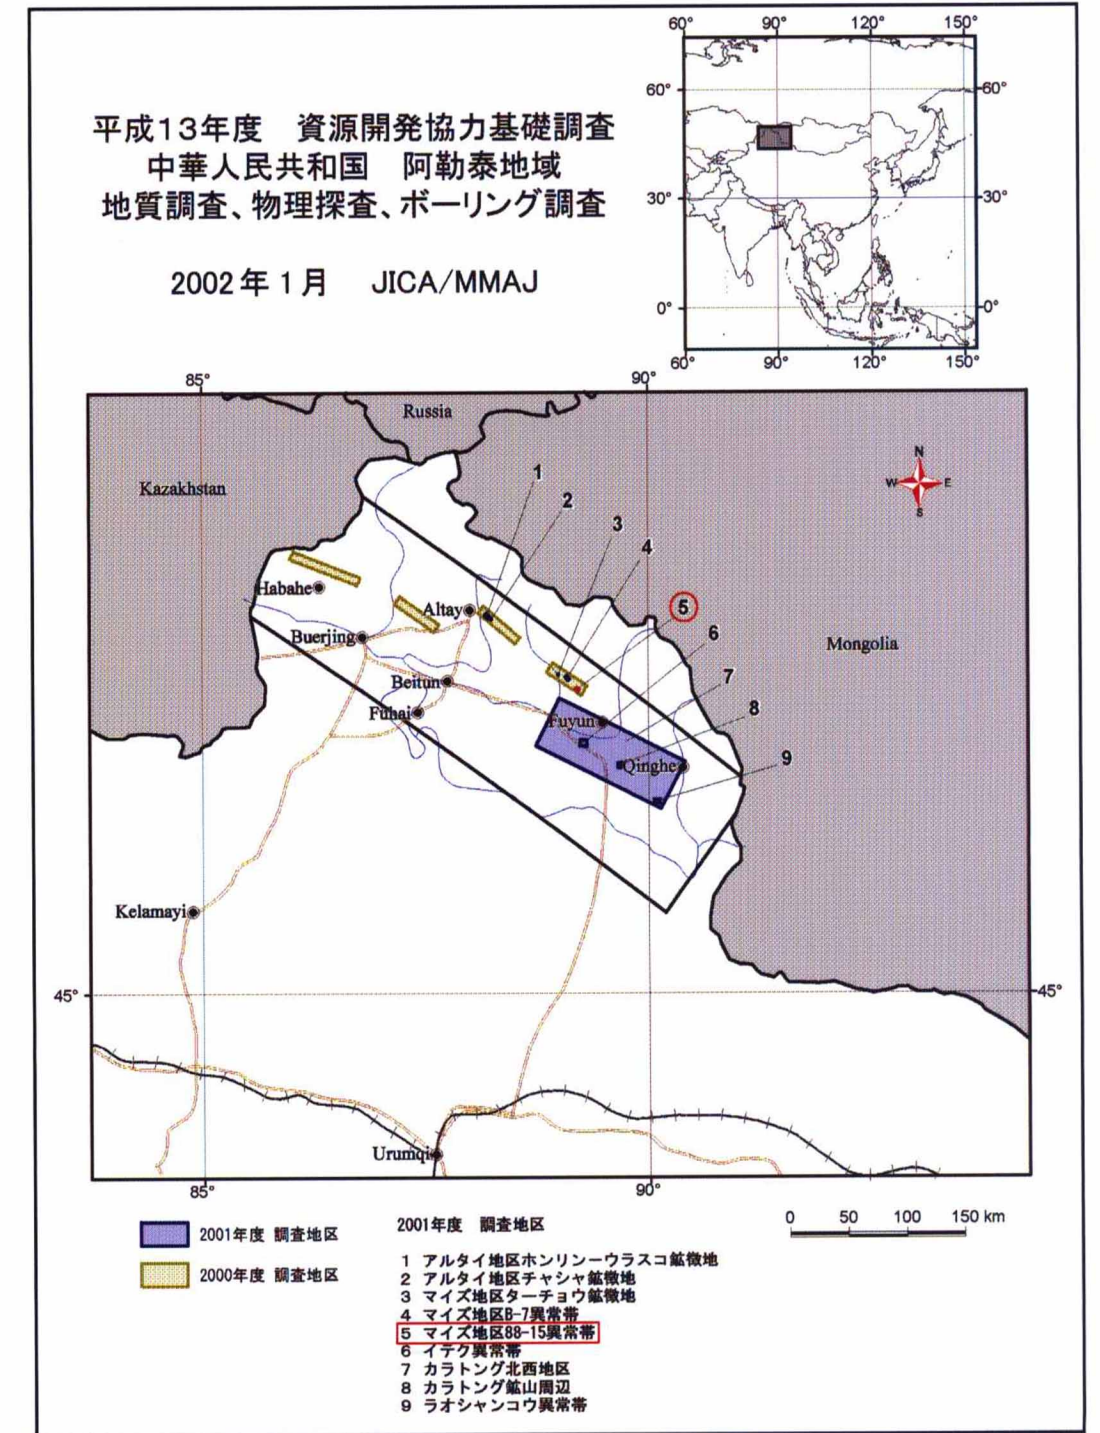 平成13年度 資源開発協力基礎調査
中華人民共和国 阿勒泰地域
地質調査、物理探査、ボーリング調査
2002年1月 JICA/MMAJ
60° 90° 120° 150°
60° 60°
30° 30°
0° 0°
60° 90° 120° 150°
85° 90°
Russia
Kazakhstan
N
W E
S
1
2
3
4
5
6
7
8
9
Mongolia
Habahe
Altay
Buerjing
Beitun
Fuhai
Fuyun
Qinghe
Kelamayi
45° 45°
Urumqi
85° 90°
2001年度 調査地区
2000年度 調査地区
2001年度 調査地区
1 アルタイ地区ホンリンーウラスコ鉱徴地
2 アルタイ地区チャシャ鉱徴地
3 マイズ地区ターチョウ鉱徴地
4 マイズ地区B-7異常帯
5 マイズ地区88-15異常帯
6 イテク異常帯
7 カラトング北西地区
8 カラトング鉱山周辺
9 ラオシャンコウ異常帯
0 50 100 150 km